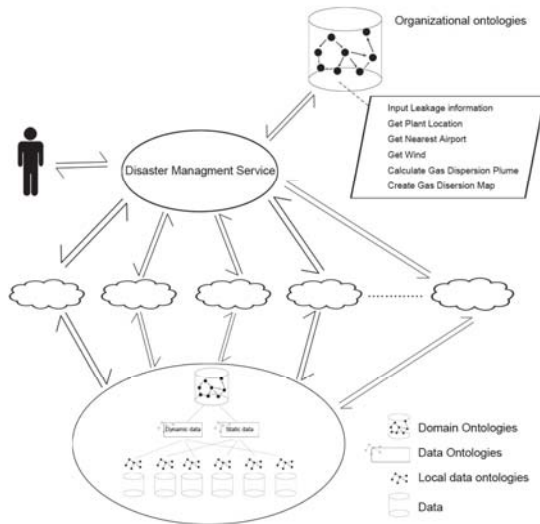 Organizational ontologies
Input Leakage information
Get Plant Location
Get Nearest Airport
Get Wind
Calculate Gas Dispersion Plume
Create Gas Disersion Map
Disaster Managment Service
Dynamic data
Static data
Domain Ontologies
Data Ontologies
Local data ontologies
Data